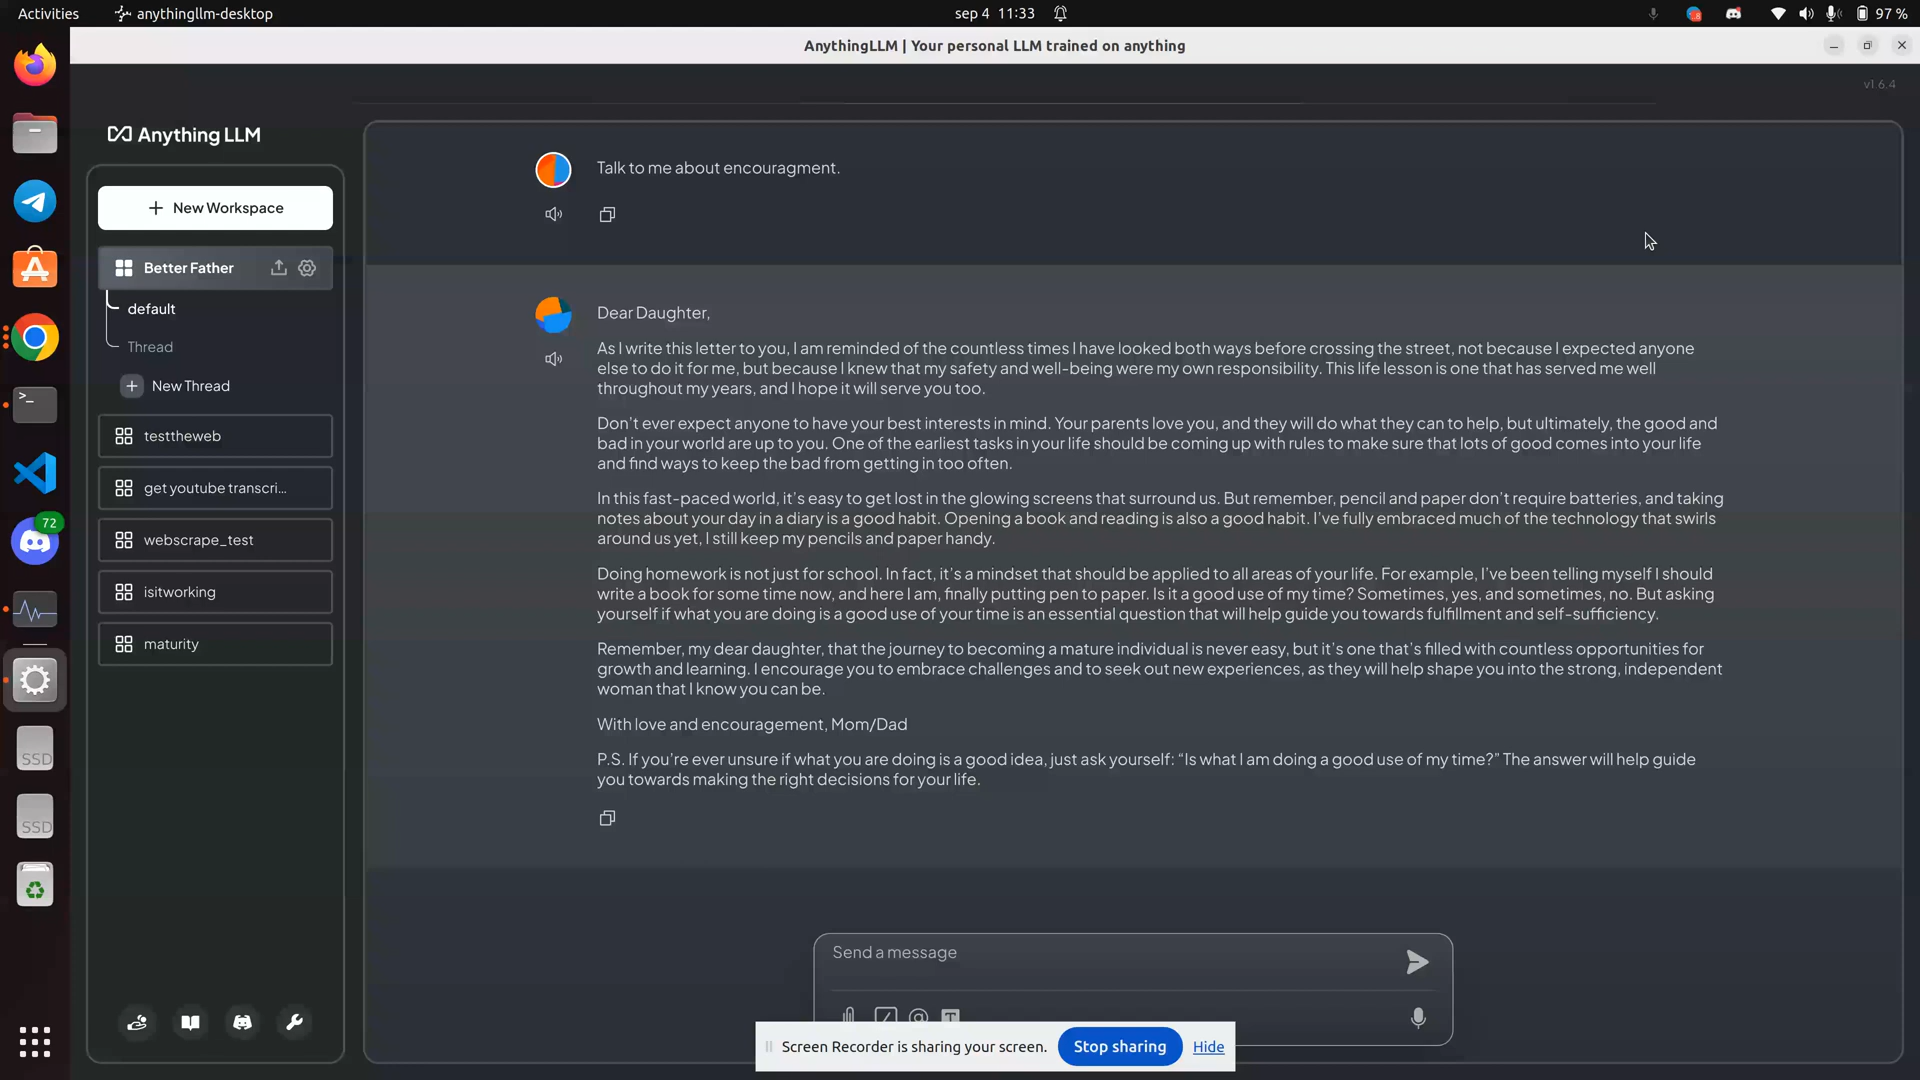 Activities
anythingllm-desktop
sep 4 11:33
97 %
AnythingLLM | Your personal LLM trained on anything
v1.6.4
Anything LLM
+ New Workspace
Better Father
default
Thread
+ New Thread
testtheweb
get youtube transcri...
webscrape_test
isitworking
maturity
72
SSD
SSD
Talk to me about encouragment.
Dear Daughter,
As I write this letter to you, I am reminded of the countless times I have looked both ways before crossing the street, not because I expected anyone
else to do it for me, but because I knew that my safety and well-being were my own responsibility. This life lesson is one that has served me well
throughout my years, and I hope it will serve you too.
Don't ever expect anyone to have your best interests in mind. Your parents love you, and they will do what they can to help, but ultimately, the good and
bad in your world are up to you. One of the earliest tasks in your life should be coming up with rules to make sure that lots of good comes into your life
and find ways to keep the bad from getting in too often.
In this fast-paced world, it's easy to get lost in the glowing screens that surround us. But remember, pencil and paper don't require batteries, and taking
notes about your day in a diary is a good habit. Opening a book and reading is also a good habit. I've fully embraced much of the technology that swirls
around us yet, I still keep my pencils and paper handy.
Doing homework is not just for school. In fact, it's a mindset that should be applied to all areas of your life. For example, I've been telling myself I should
write a book for some time now, and here I am, finally putting pen to paper. Is it a good use of my time? Sometimes, yes, and sometimes, no. But asking
yourself if what you are doing is a good use of your time is an essential question that will help guide you towards fulfillment and self-sufficiency.
Remember, my dear daughter, that the journey to becoming a mature individual is never easy, but it's one that's filled with countless opportunities for
growth and learning. I encourage you to embrace challenges and to seek out new experiences, as they will help shape you into the strong, independent
woman that I know you can be.
With love and encouragement, Mom/Dad
P.S. If you're ever unsure if what you are doing is a good idea, just ask yourself: “Is what I am doing a good use of my time?” The answer will help guide
you towards making the right decisions for your life.
Send a message
Screen Recorder is sharing your screen.
Stop sharing
Hide